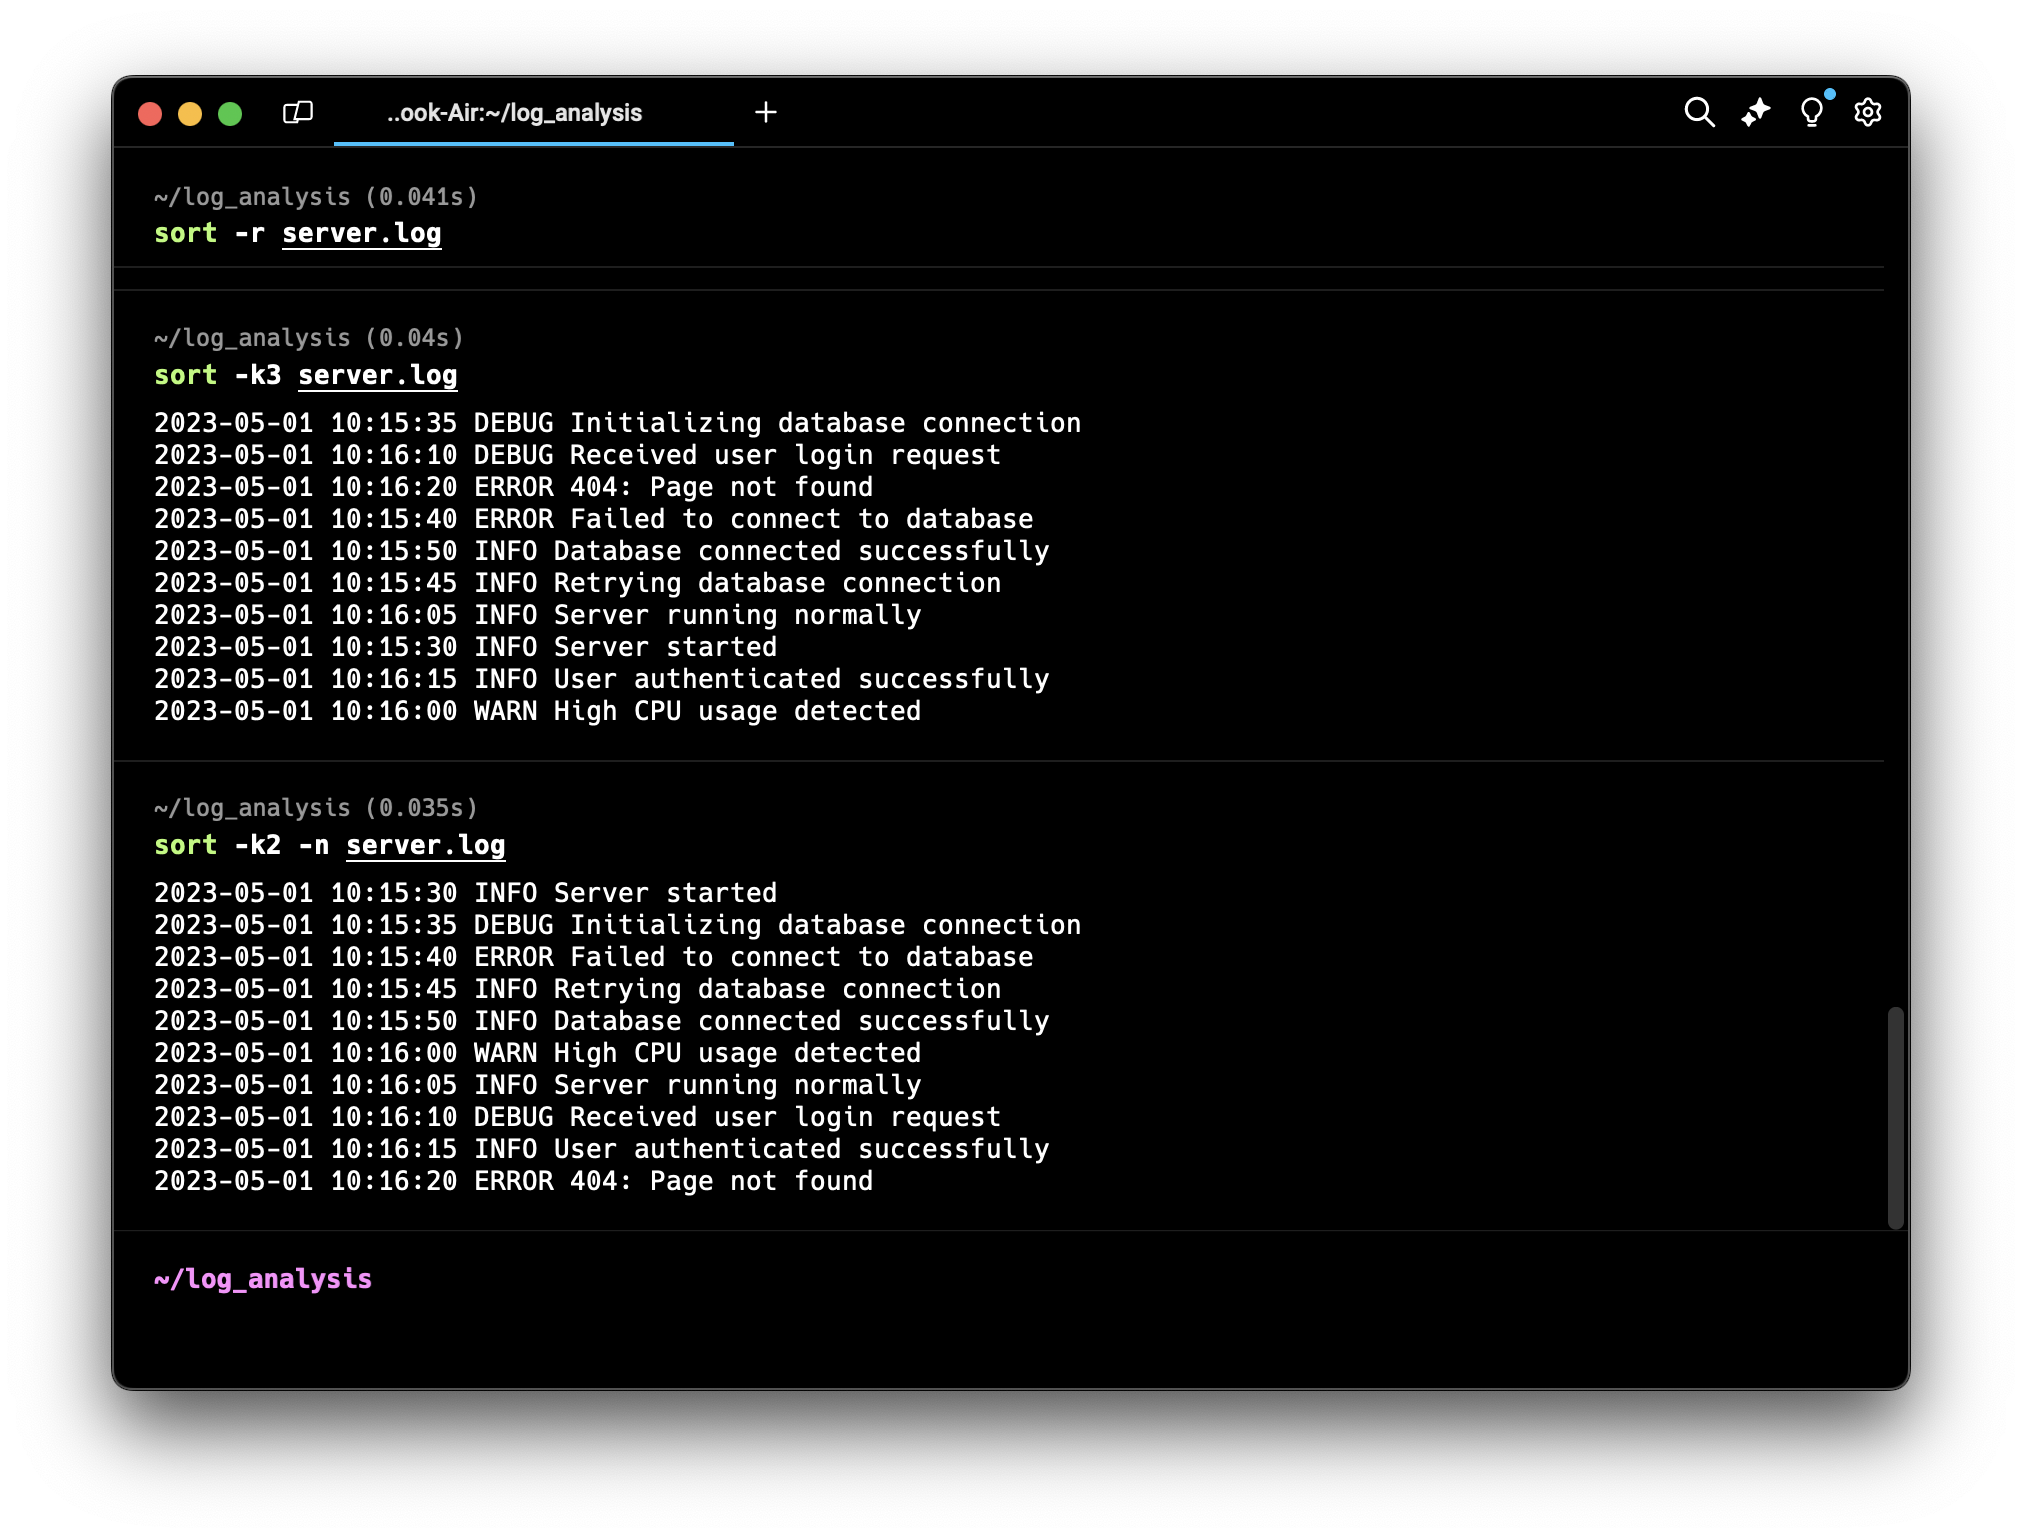 ..ook-Air:~/log_analysis
~/log_analysis (0.041s)
sort -r server.log
~/log_analysis (0.04s)
sort -k3 server.log
2023-05-01 10:15:35 DEBUG Initializing database connection
2023-05-01 10:16:10 DEBUG Received user login request
2023-05-01 10:16:20 ERROR 404: Page not found
2023-05-01 10:15:40 ERROR Failed to connect to database
2023-05-01 10:15:50 INFO Database connected successfully
2023-05-01 10:15:45 INFO Retrying database connection
2023-05-01 10:16:05 INFO Server running normally
2023-05-01 10:15:30 INFO Server started
2023-05-01 10:16:15 INFO User authenticated successfully
2023-05-01 10:16:00 WARN High CPU usage detected
~/log_analysis (0.035s)
sort -k2 -n server.log
2023-05-01 10:15:30 INFO Server started
2023-05-01 10:15:35 DEBUG Initializing database connection
2023-05-01 10:15:40 ERROR Failed to connect to database
2023-05-01 10:15:45 INFO Retrying database connection
2023-05-01 10:15:50 INFO Database connected successfully
2023-05-01 10:16:00 WARN High CPU usage detected
2023-05-01 10:16:05 INFO Server running normally
2023-05-01 10:16:10 DEBUG Received user login request
2023-05-01 10:16:15 INFO User authenticated successfully
2023-05-01 10:16:20 ERROR 404: Page not found
~/log_analysis